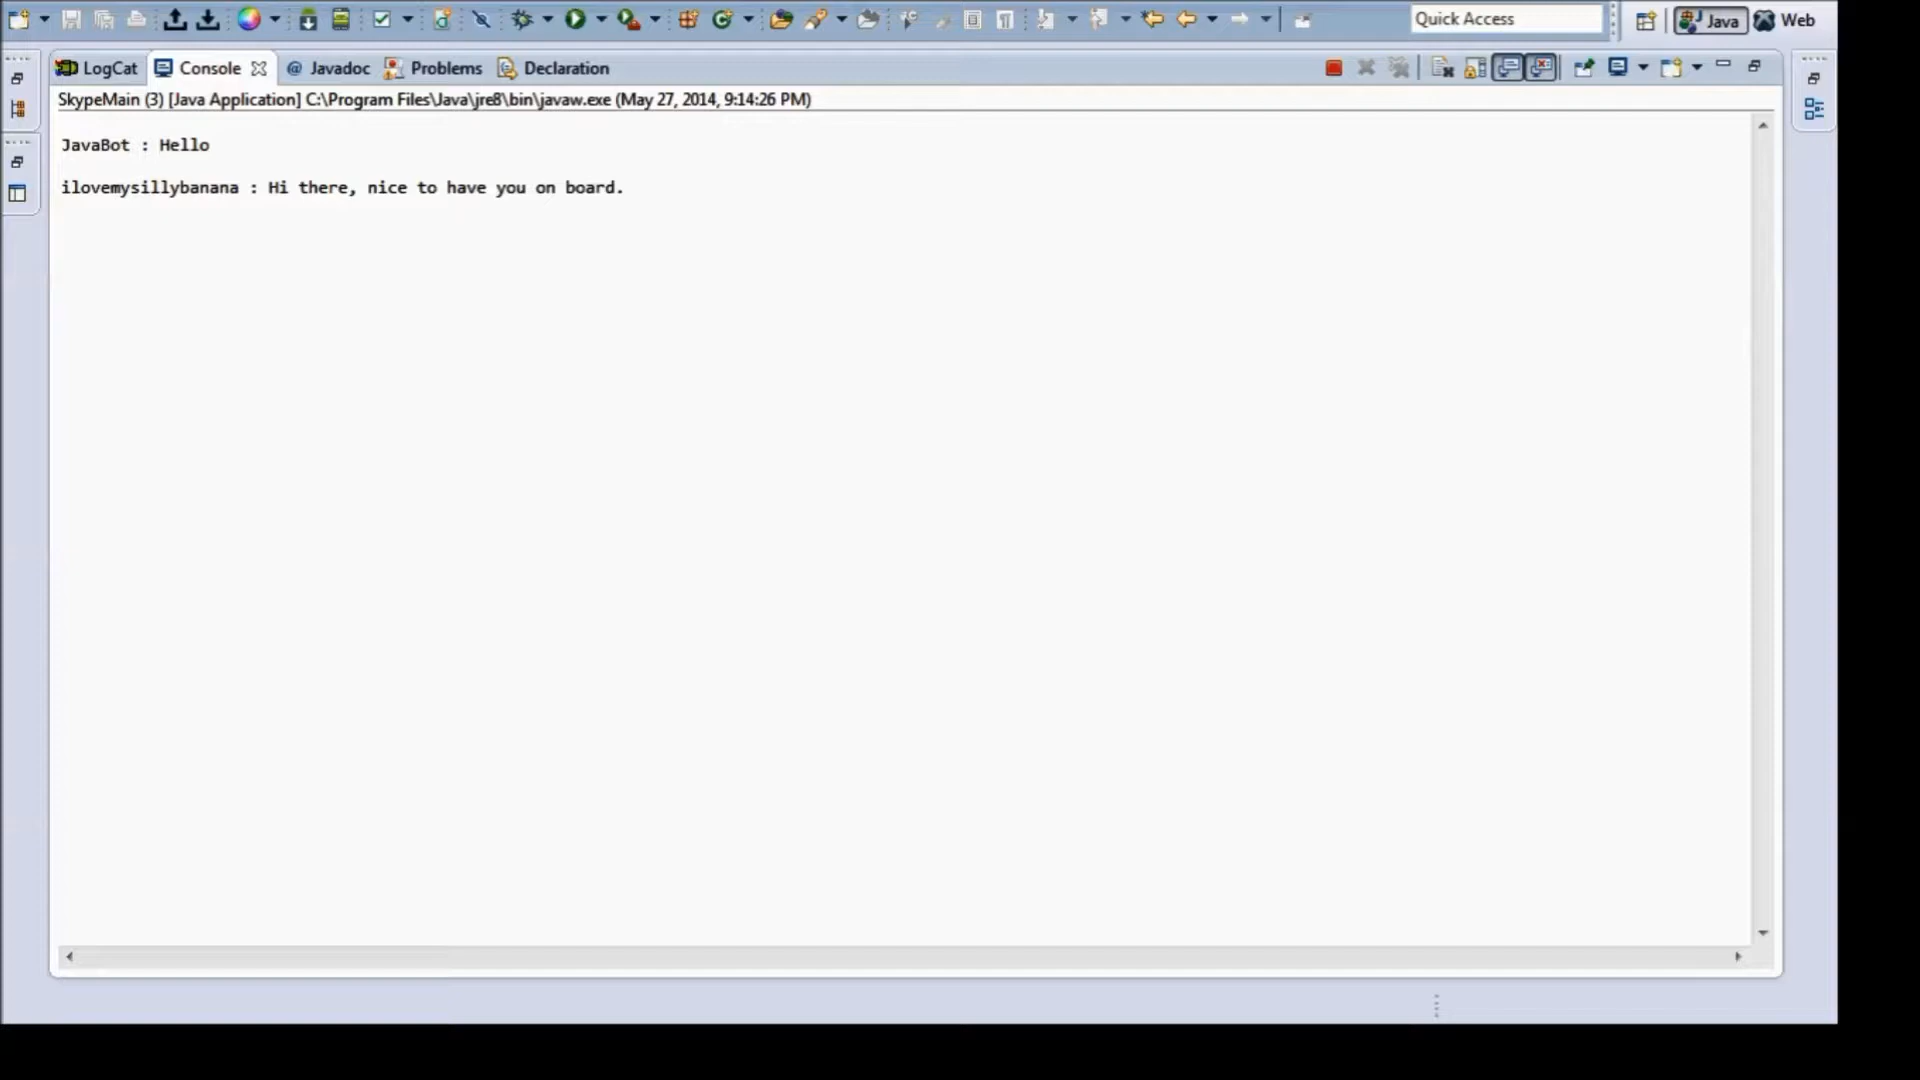 Quick Access
Java
Web
LogCat
Console
@ Javadoc
Problems
Declaration
SkypeMain (3) [Java Application] C:\Program Files\Java\jre8\bin\javaw.exe (May 27, 2014, 9:14:26 PM)
JavaBot : Hello
ilovemysillybanana : Hi there, nice to have you on board.